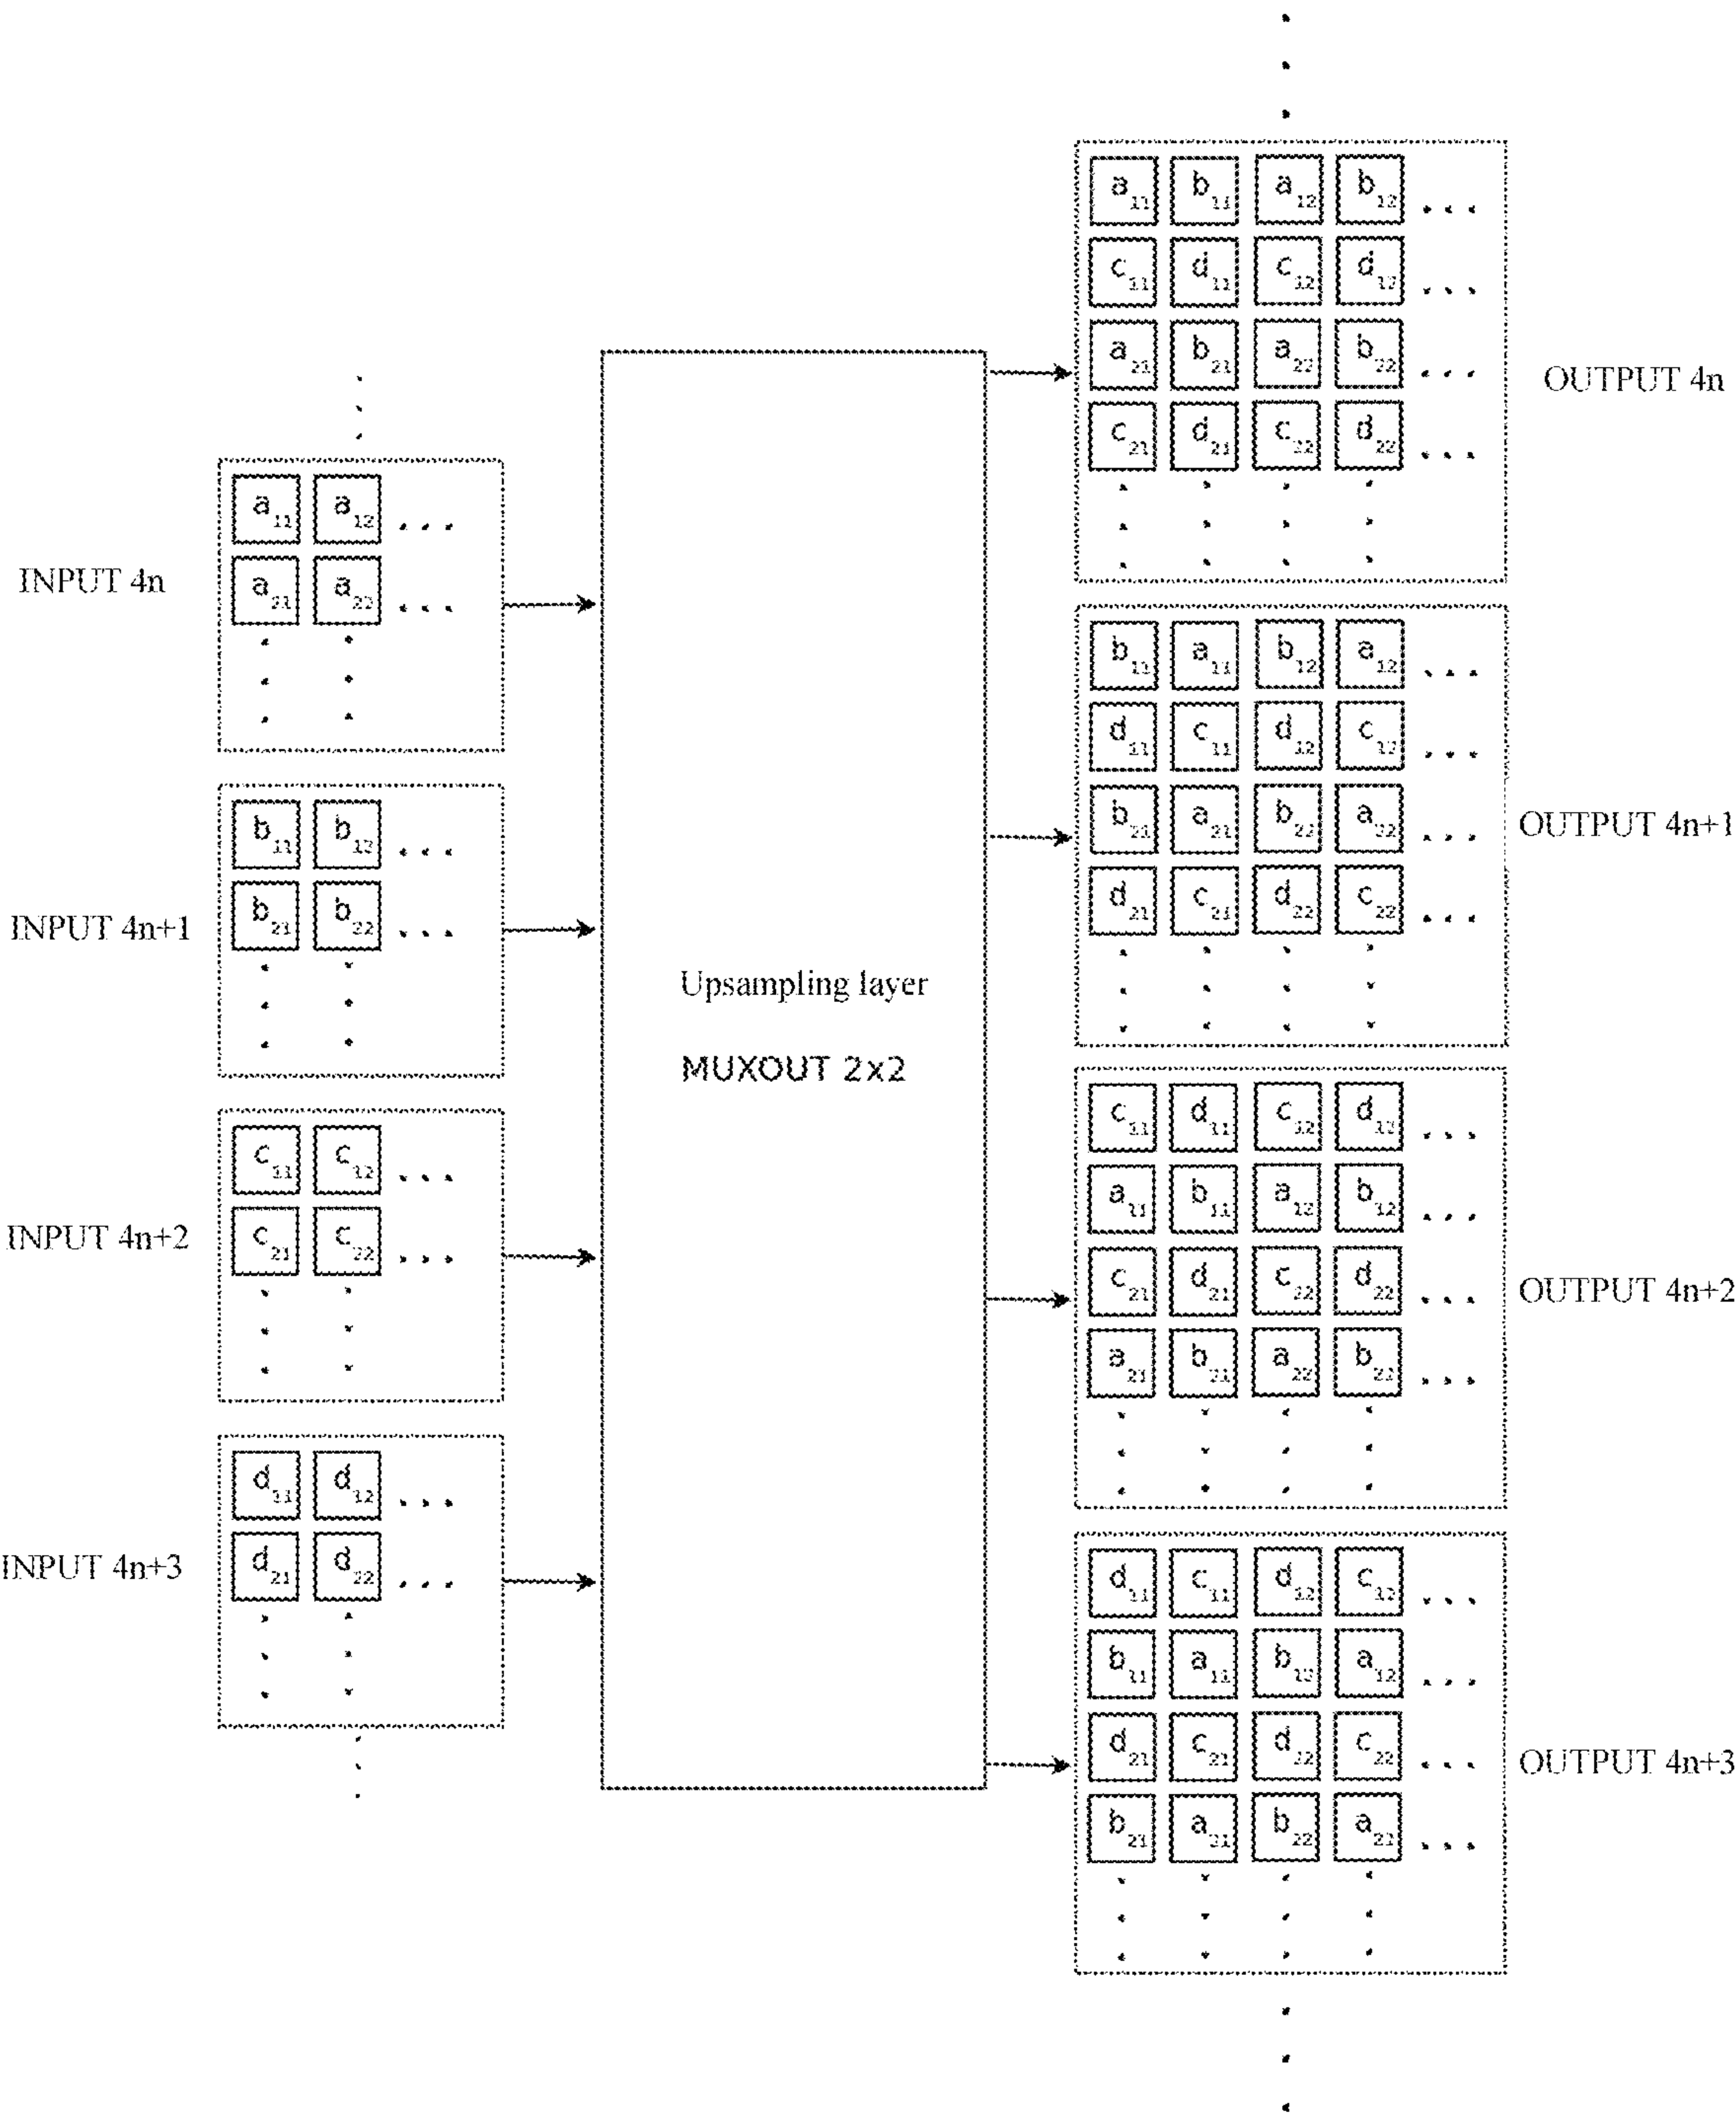 a11 b11 a12 b12 ...
c11 d11 c12 d12 ...
a21 b21 a22 b22 ...
OUTPUT 4n
c21 d21 c22 d22 ...
a11 a12 ...
INPUT 4n
a21 a22 ...
b11 a11 b12 a12 ...
d11 c11 d12 c12 ...
b21 a21 b22 a22 ...
OUTPUT 4n+1
d21 c21 d22 c22 ...
b11 b12 ...
INPUT 4n+1
b21 b22 ...
Upsampling layer
MUXOUT 2x2
c11 d11 c12 d12 ...
a11 b11 a12 b12 ...
c21 d21 c22 d22 ...
OUTPUT 4n+2
a21 b21 a22 b22 ...
c11 c12 ...
INPUT 4n+2
c21 c22 ...
d11 d12 ...
INPUT 4n+3
d21 d22 ...
d11 c11 d12 c12 ...
b11 a11 b12 a12 ...
d21 c21 d22 c22 ...
OUTPUT 4n+3
b21 a21 b22 a22 ...